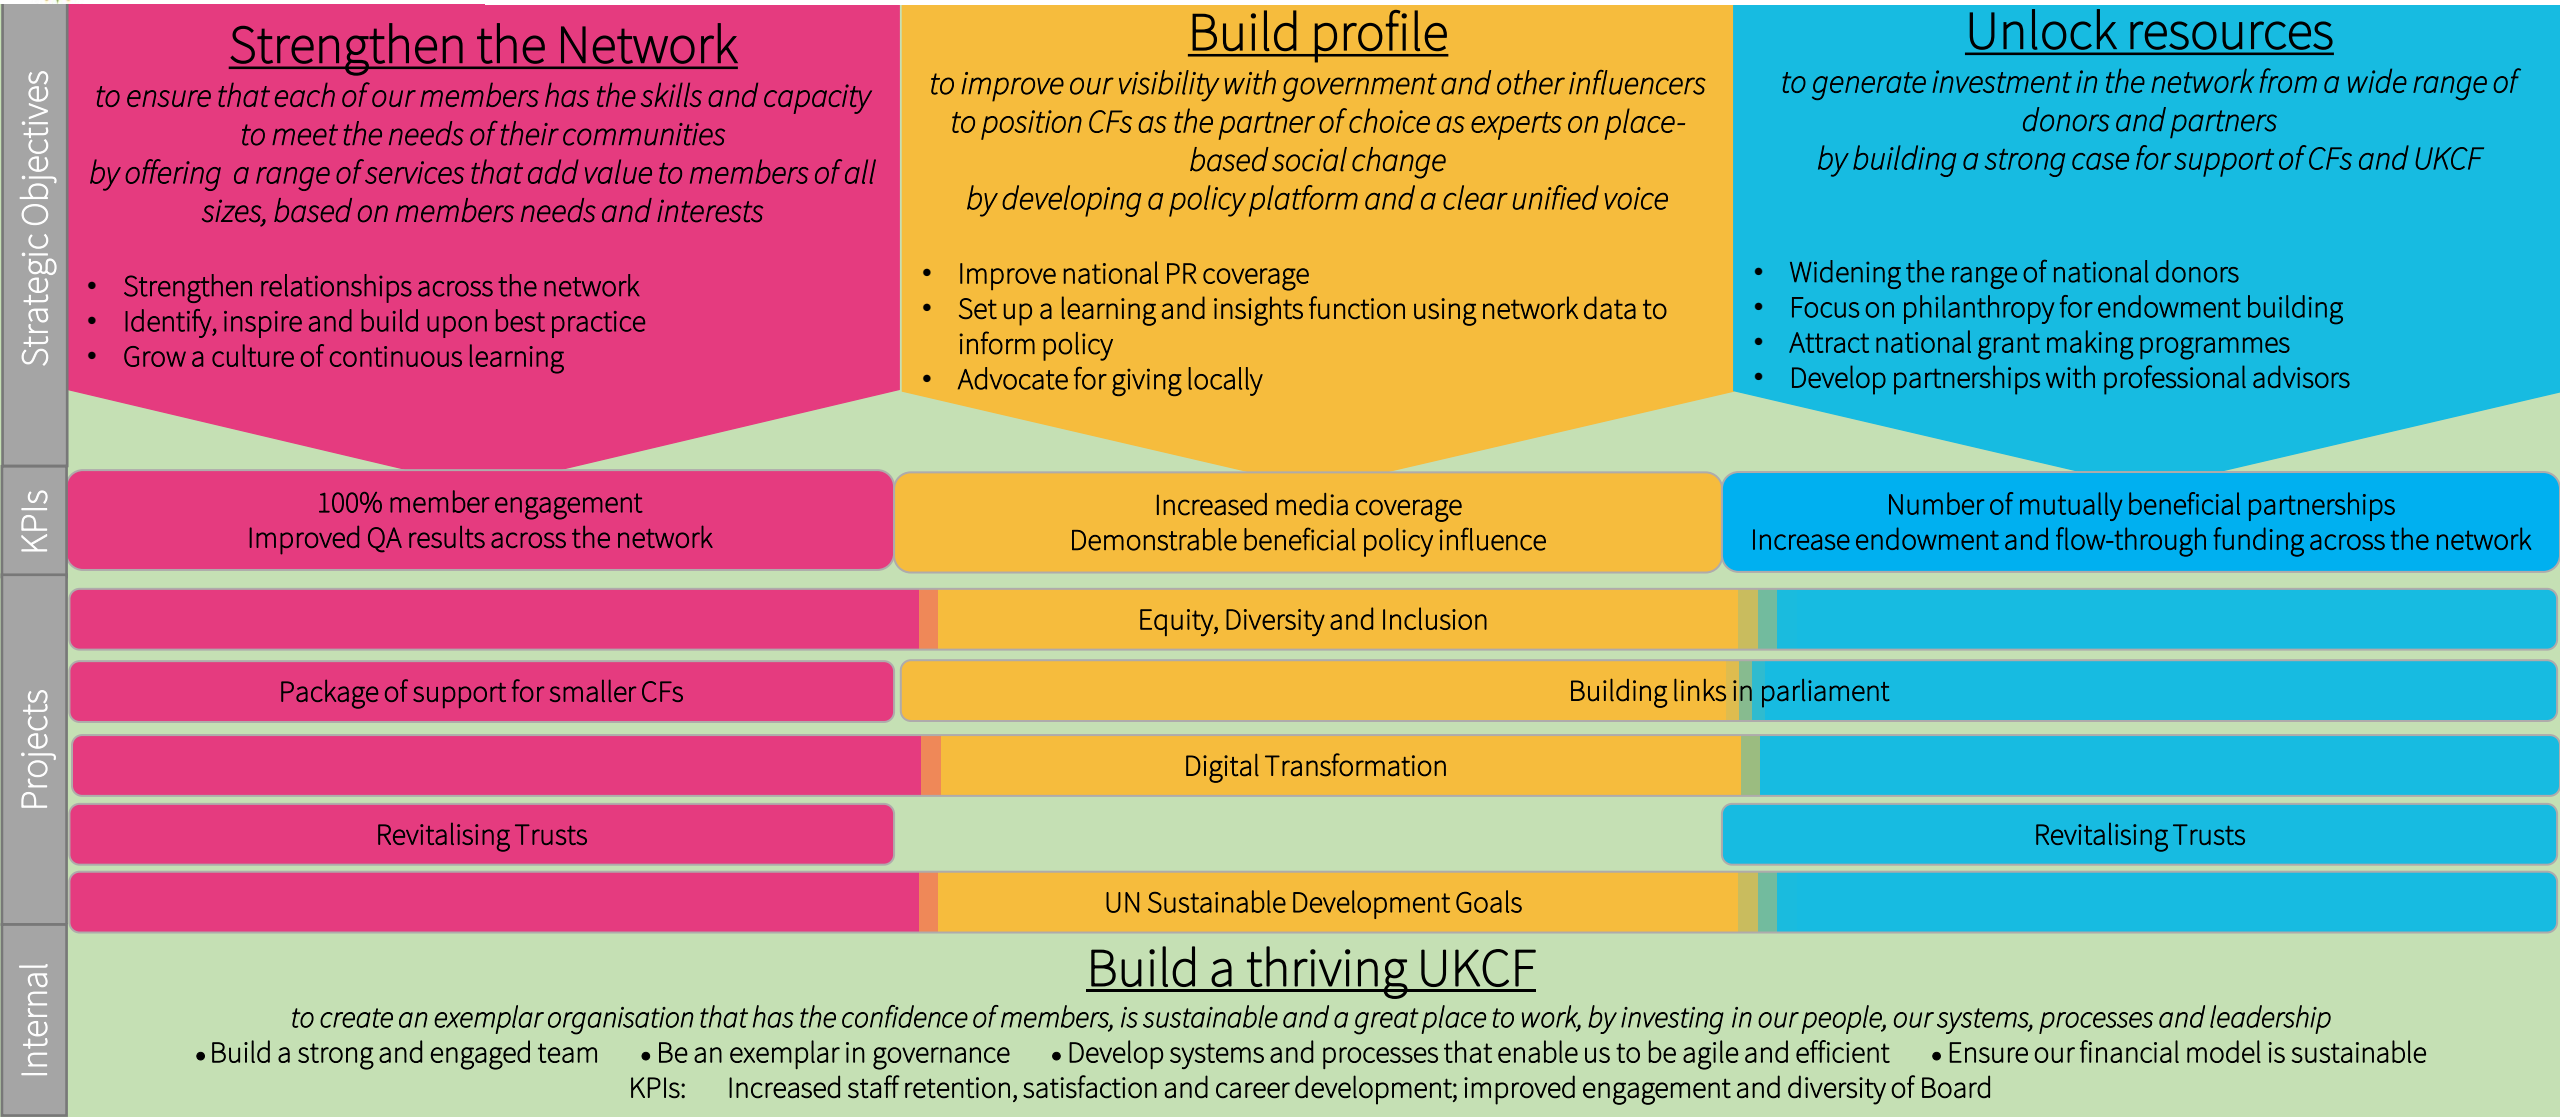 Strategic Objectives
Strengthen the Network
to ensure that each of our members has the skills and capacity
to meet the needs of their communities
by offering a range of services that add value to members of all
sizes, based on members needs and interests
• Strengthen relationships across the network
• Identify, inspire and build upon best practice
• Grow a culture of continuous learning
Build profile
to improve our visibility with government and other influencers
to position CFs as the partner of choice as experts on place-
based social change
by developing a policy platform and a clear unified voice
• Improve national PR coverage
• Set up a learning and insights function using network data to
inform policy
• Advocate for giving locally
Unlock resources
to generate investment in the network from a wide range of
donors and partners
by building a strong case for support of CFs and UKCF
• Widening the range of national donors
• Focus on philanthropy for endowment building
• Attract national grant making programmes
• Develop partnerships with professional advisors
KPIs
100% member engagement
Improved QA results across the network
Increased media coverage
Demonstrable beneficial policy influence
Number of mutually beneficial partnerships
Increase endowment and flow-through funding across the network
Projects
Equity, Diversity and Inclusion
Package of support for smaller CFs
Building links in parliament
Digital Transformation
Revitalising Trusts
Revitalising Trusts
UN Sustainable Development Goals
Internal
Build a thriving UKCF
to create an exemplar organisation that has the confidence of members, is sustainable and a great place to work, by investing in our people, our systems, processes and leadership
• Build a strong and engaged team • Be an exemplar in governance • Develop systems and processes that enable us to be agile and efficient • Ensure our financial model is sustainable
KPIs: Increased staff retention, satisfaction and career development; improved engagement and diversity of Board